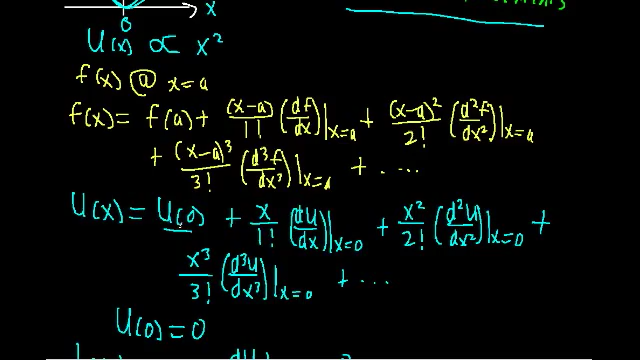 0 x
U(x) ∝ x²
f(x) @ x=a
f(x) = f(a) + (x-a)/1! (df/dx)|x=a + (x-a)²/2! (d²f/dx²)|x=a
+ (x-a)³/3! (d³f/dx³)|x=a + ....
U(x) = U(0) + x/1! (dU/dx)|x=0 + x²/2! (d²U/dx²)|x=0 +
x³/3! (d³U/dx³)|x=0 + ...
U(0) = 0